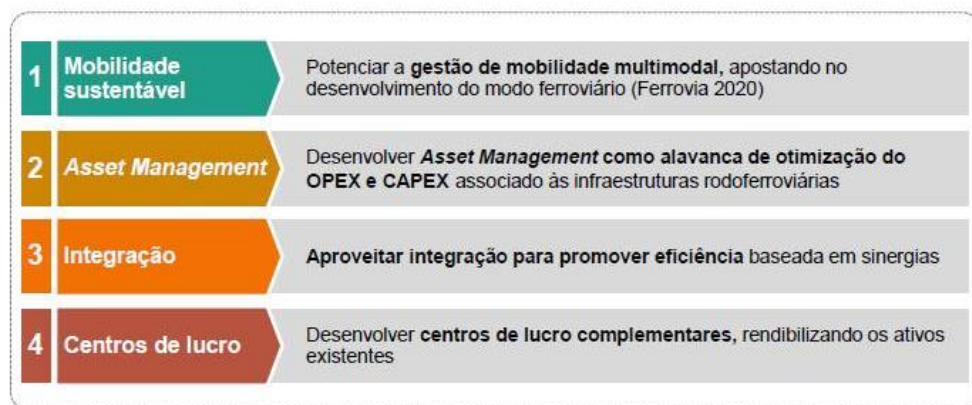 1
Mobilidade
sustentável
Potenciar a gestão de mobilidade multimodal, apostando no
desenvolvimento do modo ferroviário (Ferrovia 2020)
2
Asset Management
Desenvolver Asset Management como alavanca de otimização do
OPEX e CAPEX associado às infraestruturas rodoferroviárias
3
Integração
Aproveitar integração para promover eficiência baseada em sinergias
4
Centros de lucro
Desenvolver centros de lucro complementares, rendibilizando os ativos
existentes